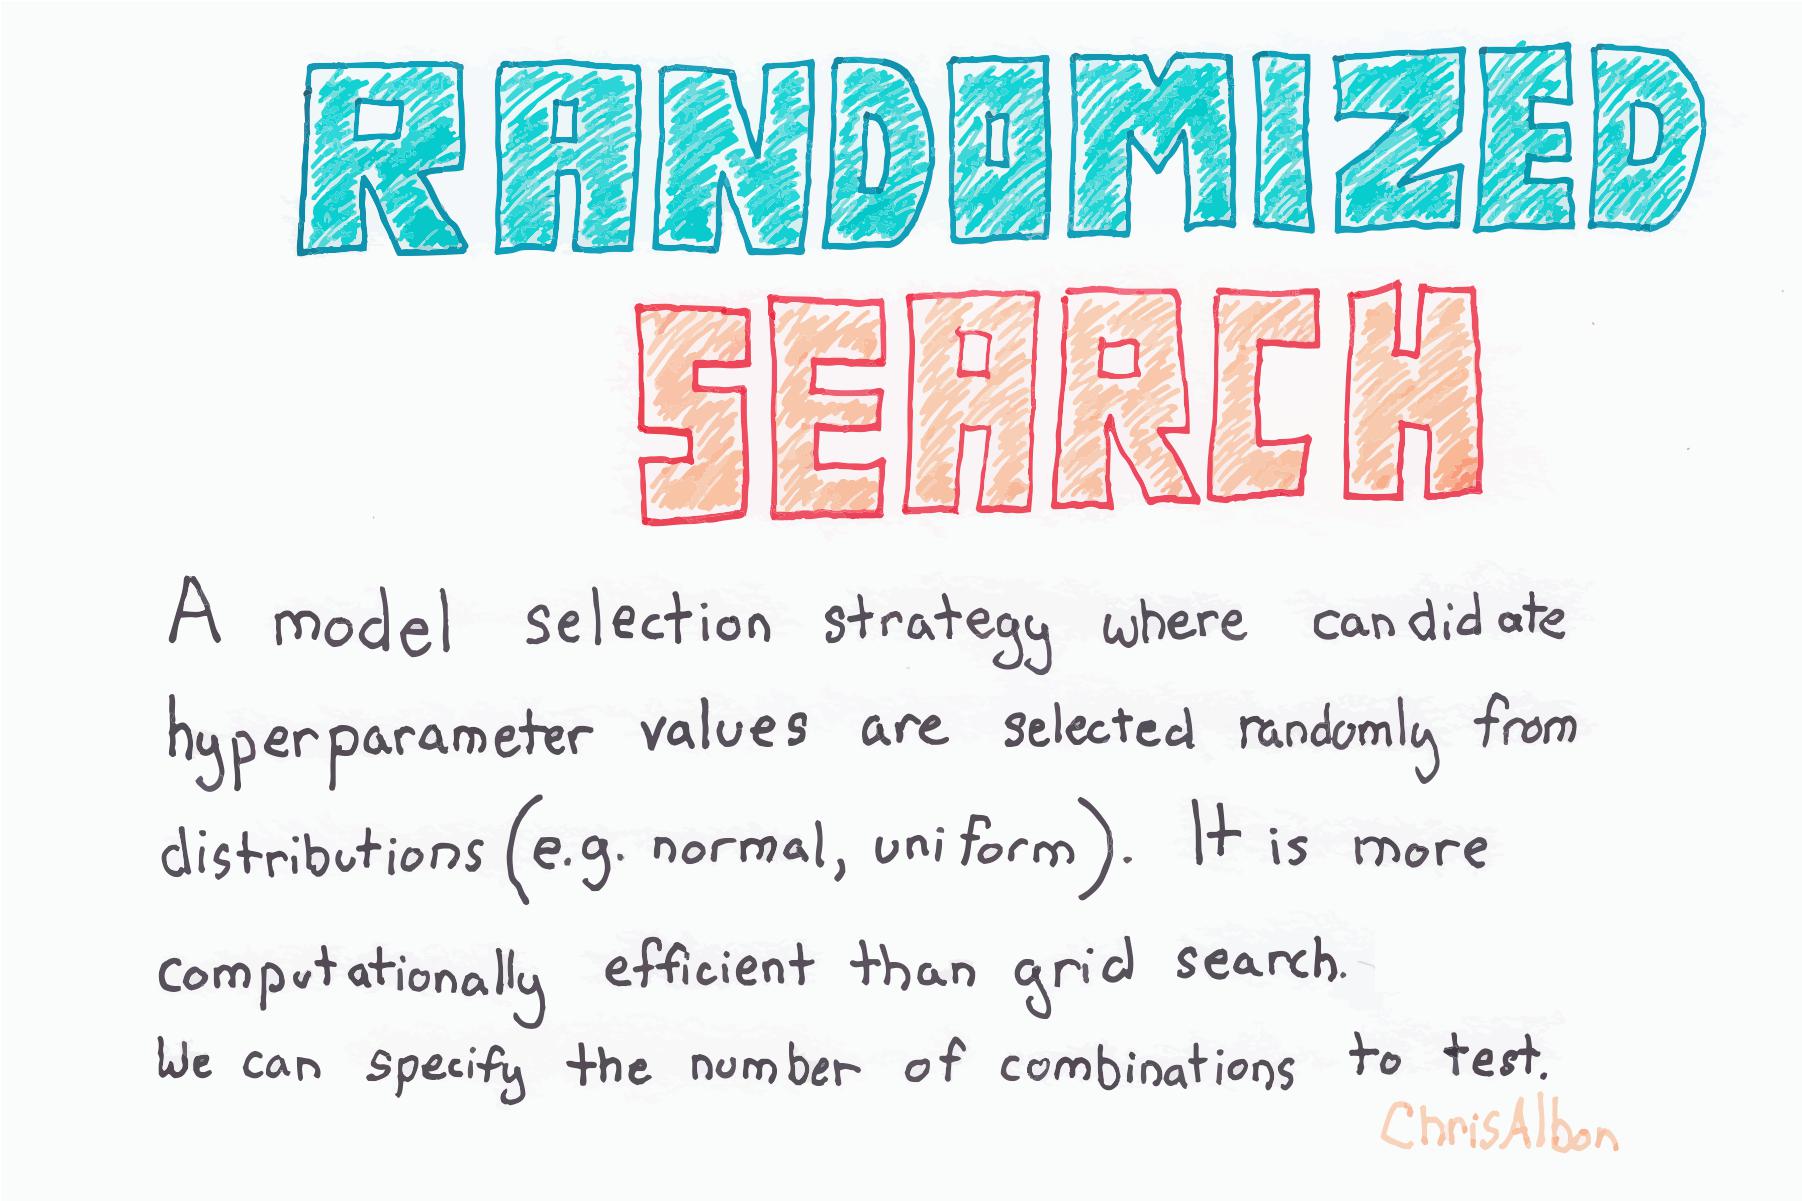 RANDOMIZED
SEARCH
A model selection strategy where candidate
hyperparameter values are selected randomly from
distributions (e.g. normal, uniform). It is more
computationally efficient than grid search.
We can specify the number of combinations to test.
ChrisAlbon